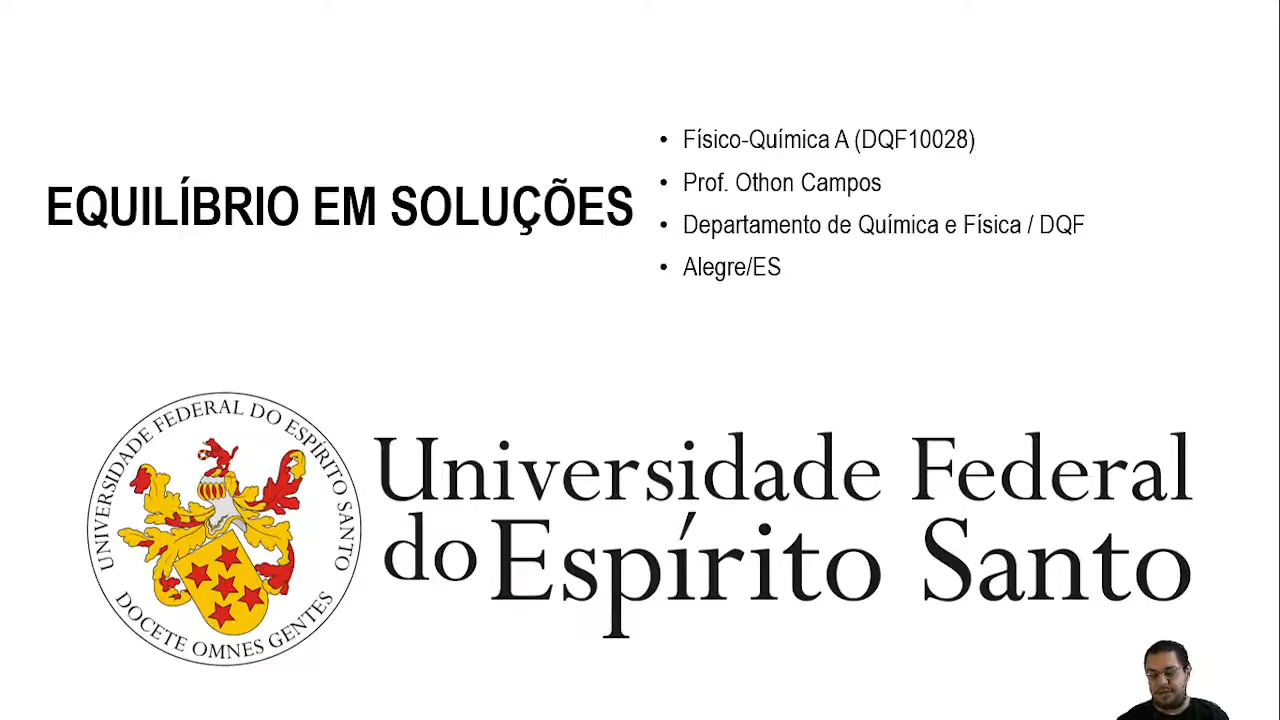 EQUILÍBRIO EM SOLUÇÕES
• Físico-Química A (DQF10028)
• Prof. Othon Campos
• Departamento de Química e Física / DQF
• Alegre/ES
UNIVERSIDADE FEDERAL DO ESPÍRITO SANTO
DOCETE OMNES GENTES
Universidade Federal
do Espírito Santo